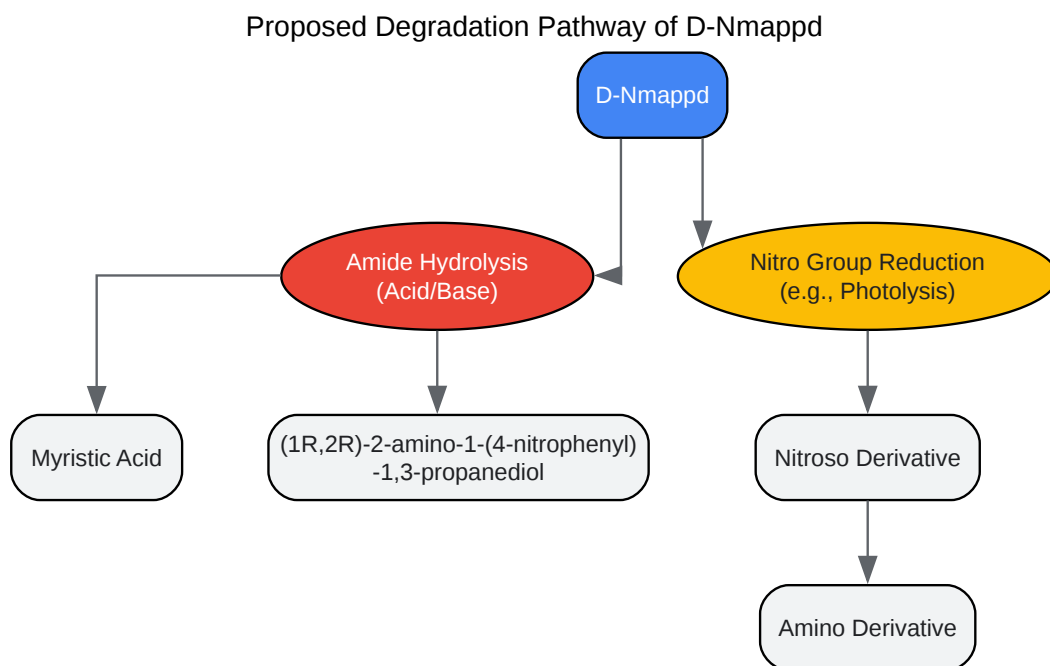 Proposed Degradation Pathway of D-Nmappd
D-Nmappd
Amide Hydrolysis
(Acid/Base)
Nitro Group Reduction
(e.g., Photolysis)
Myristic Acid
(1R,2R)-2-amino-1-(4-nitrophenyl)
-1,3-propanediol
Nitroso Derivative
Amino Derivative